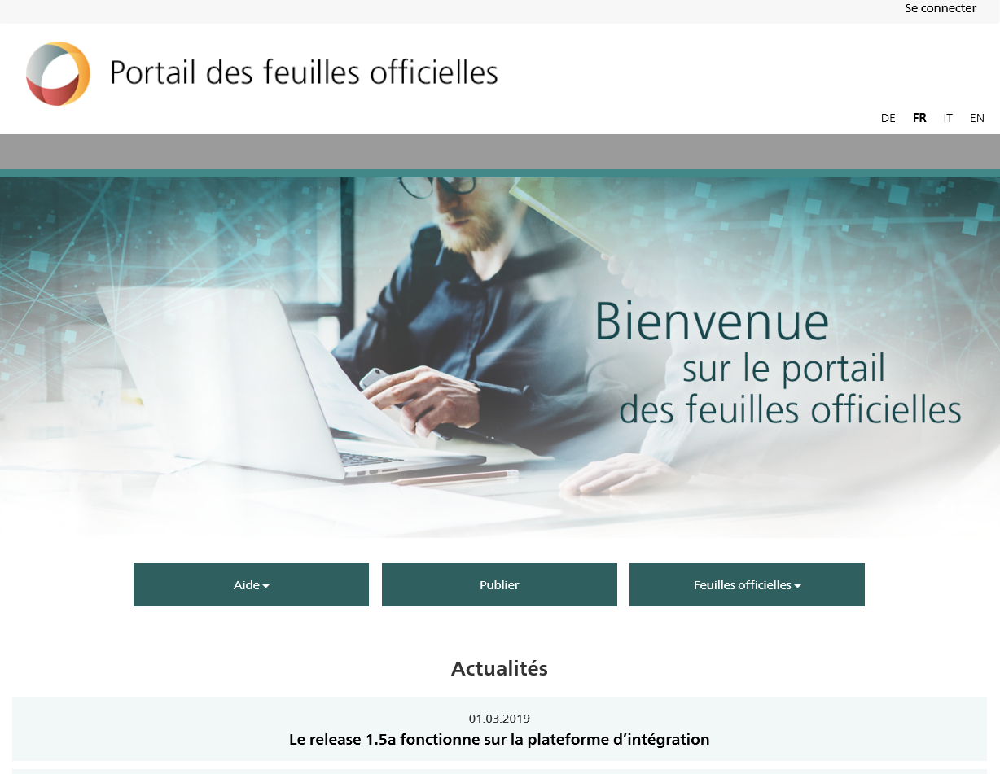 Se connecter
Portail des feuilles officielles
DE FR IT EN
Bienvenue
sur le portail
des feuilles officielles
Aide
Publier
Feuilles officielles
Actualités
01.03.2019
Le release 1.5a fonctionne sur la plateforme d’intégration